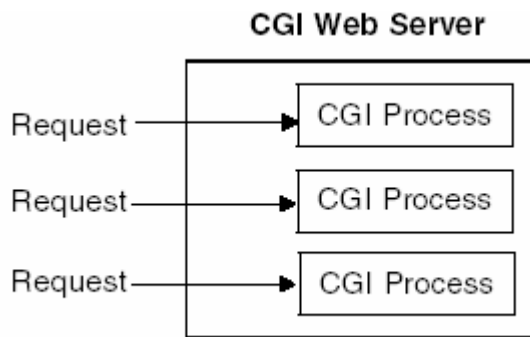 CGI Web Server
Request
CGI Process
Request
CGI Process
Request
CGI Process